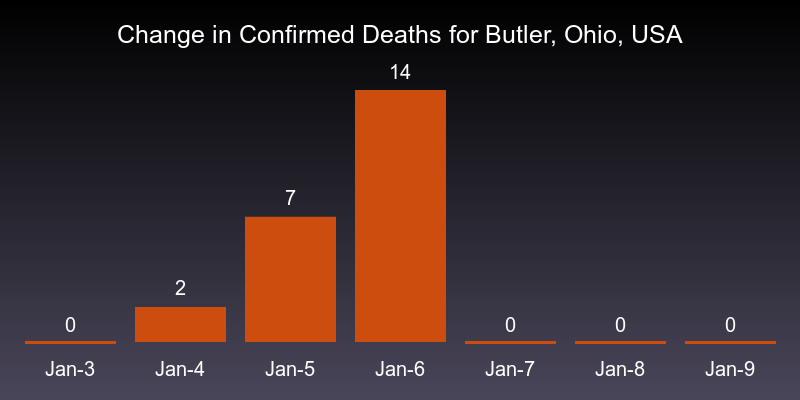 Change in Confirmed Deaths for Butler, Ohio, USA
14
7
2
0
0
0
0
Jan-3
Jan-4
Jan-5
Jan-6
Jan-7
Jan-8
Jan-9